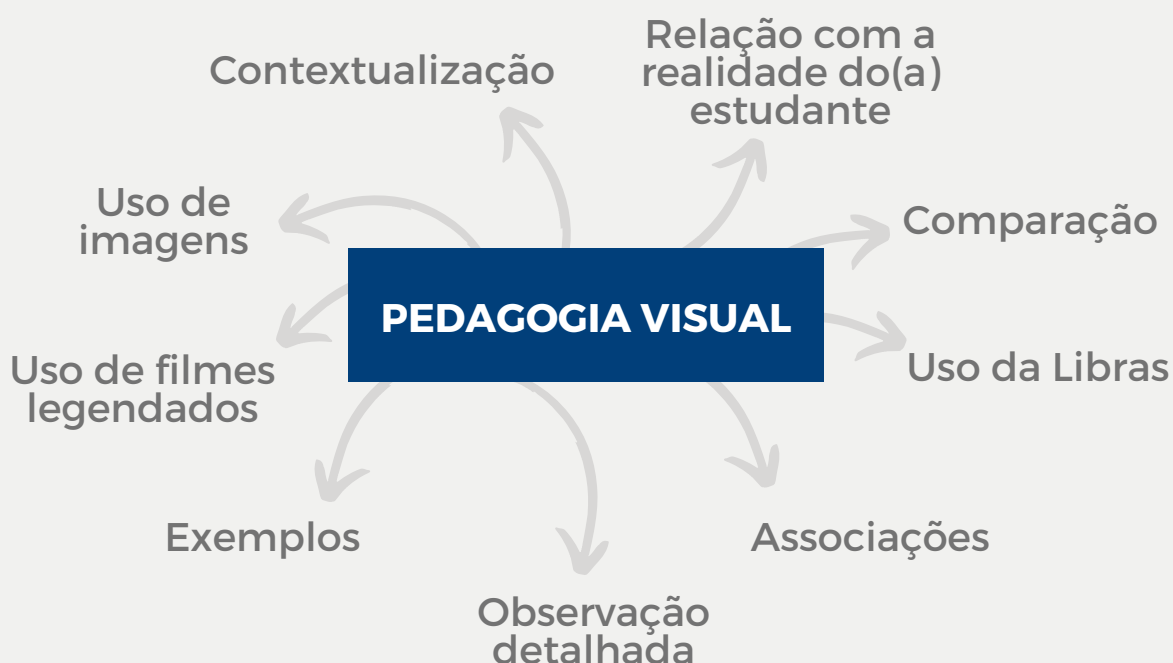 Contextualização
Relação com a
realidade do(a)
estudante
Uso de
imagens
Comparação
PEDAGOGIA VISUAL
Uso de filmes
legendados
Uso da Libras
Exemplos
Associações
Observação
detalhada